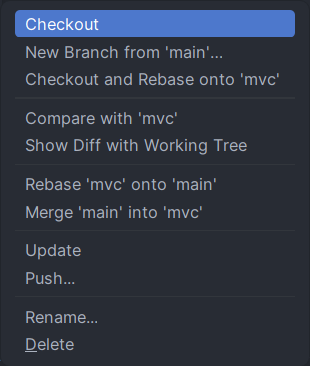 Checkout
New Branch from 'main'...
Checkout and Rebase onto 'mvc'
Compare with 'mvc'
Show Diff with Working Tree
Rebase 'mvc' onto 'main'
Merge 'main' into 'mvc'
Update
Push...
Rename...
Delete